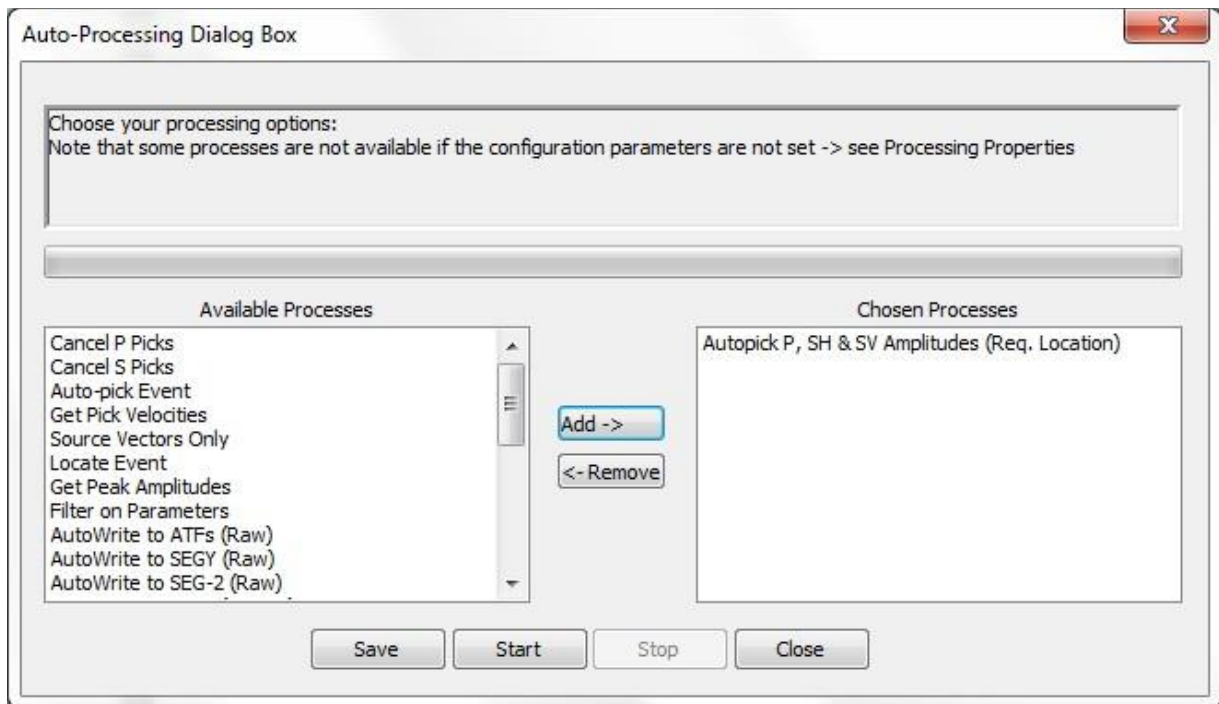 Auto-Processing Dialog Box
Choose your processing options:
Note that some processes are not available if the configuration parameters are not set -> see Processing Properties
Available Processes
Cancel P Picks
Cancel S Picks
Auto-pick Event
Get Pick Velocities
Source Vectors Only
Locate Event
Get Peak Amplitudes
Filter on Parameters
AutoWrite to ATFs (Raw)
AutoWrite to SEGY (Raw)
AutoWrite to SEG-2 (Raw)
Add ->
<- Remove
Chosen Processes
Autopick P, SH & SV Amplitudes (Req. Location)
Save
Start
Stop
Close